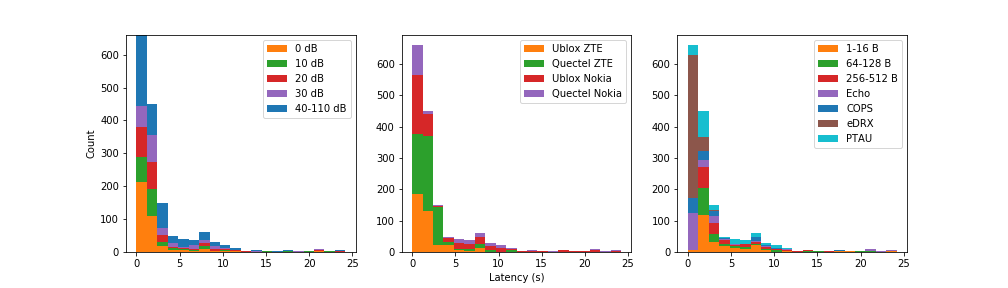 Count
600
500
400
300
200
100
0
0 dB
10 dB
20 dB
30 dB
40-110 dB
0 5 10 15 20 25
600
500
400
300
200
100
0
Ublox ZTE
Quectel ZTE
Ublox Nokia
Quectel Nokia
0 5 10 15 20 25
Latency (s)
600
500
400
300
200
100
0
1-16 B
64-128 B
256-512 B
Echo
COPS
eDRX
PTAU
0 5 10 15 20 25